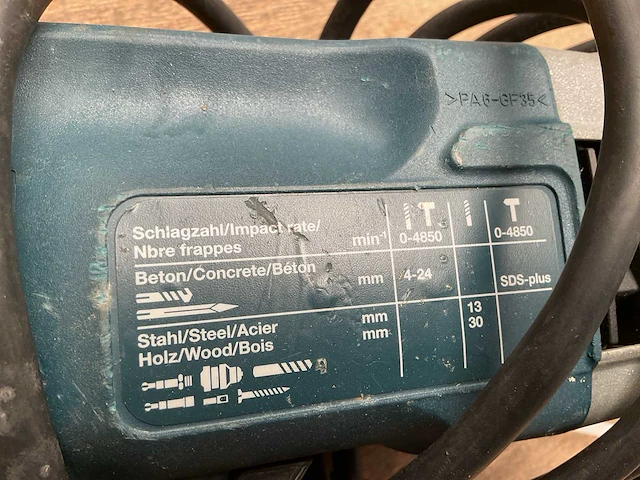 >PA6-GF35<
Schlagzahl/Impact rate/
Nbre frappes min⁻¹ 0-4850 0-4850
Beton/Concrete/Béton mm 4-24 SDS-plus
Stahl/Steel/Acier mm 13
Holz/Wood/Bois mm 30